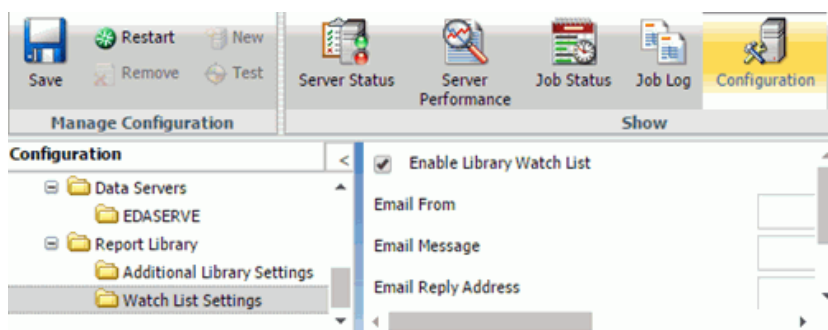 Restart
New
Save
Remove
Test
Manage Configuration
Server Status
Server Performance
Job Status
Job Log
Configuration
Show
Configuration
<
Data Servers
EDASERVE
Report Library
Additional Library Settings
Watch List Settings
Enable Library Watch List
Email From
Email Message
Email Reply Address